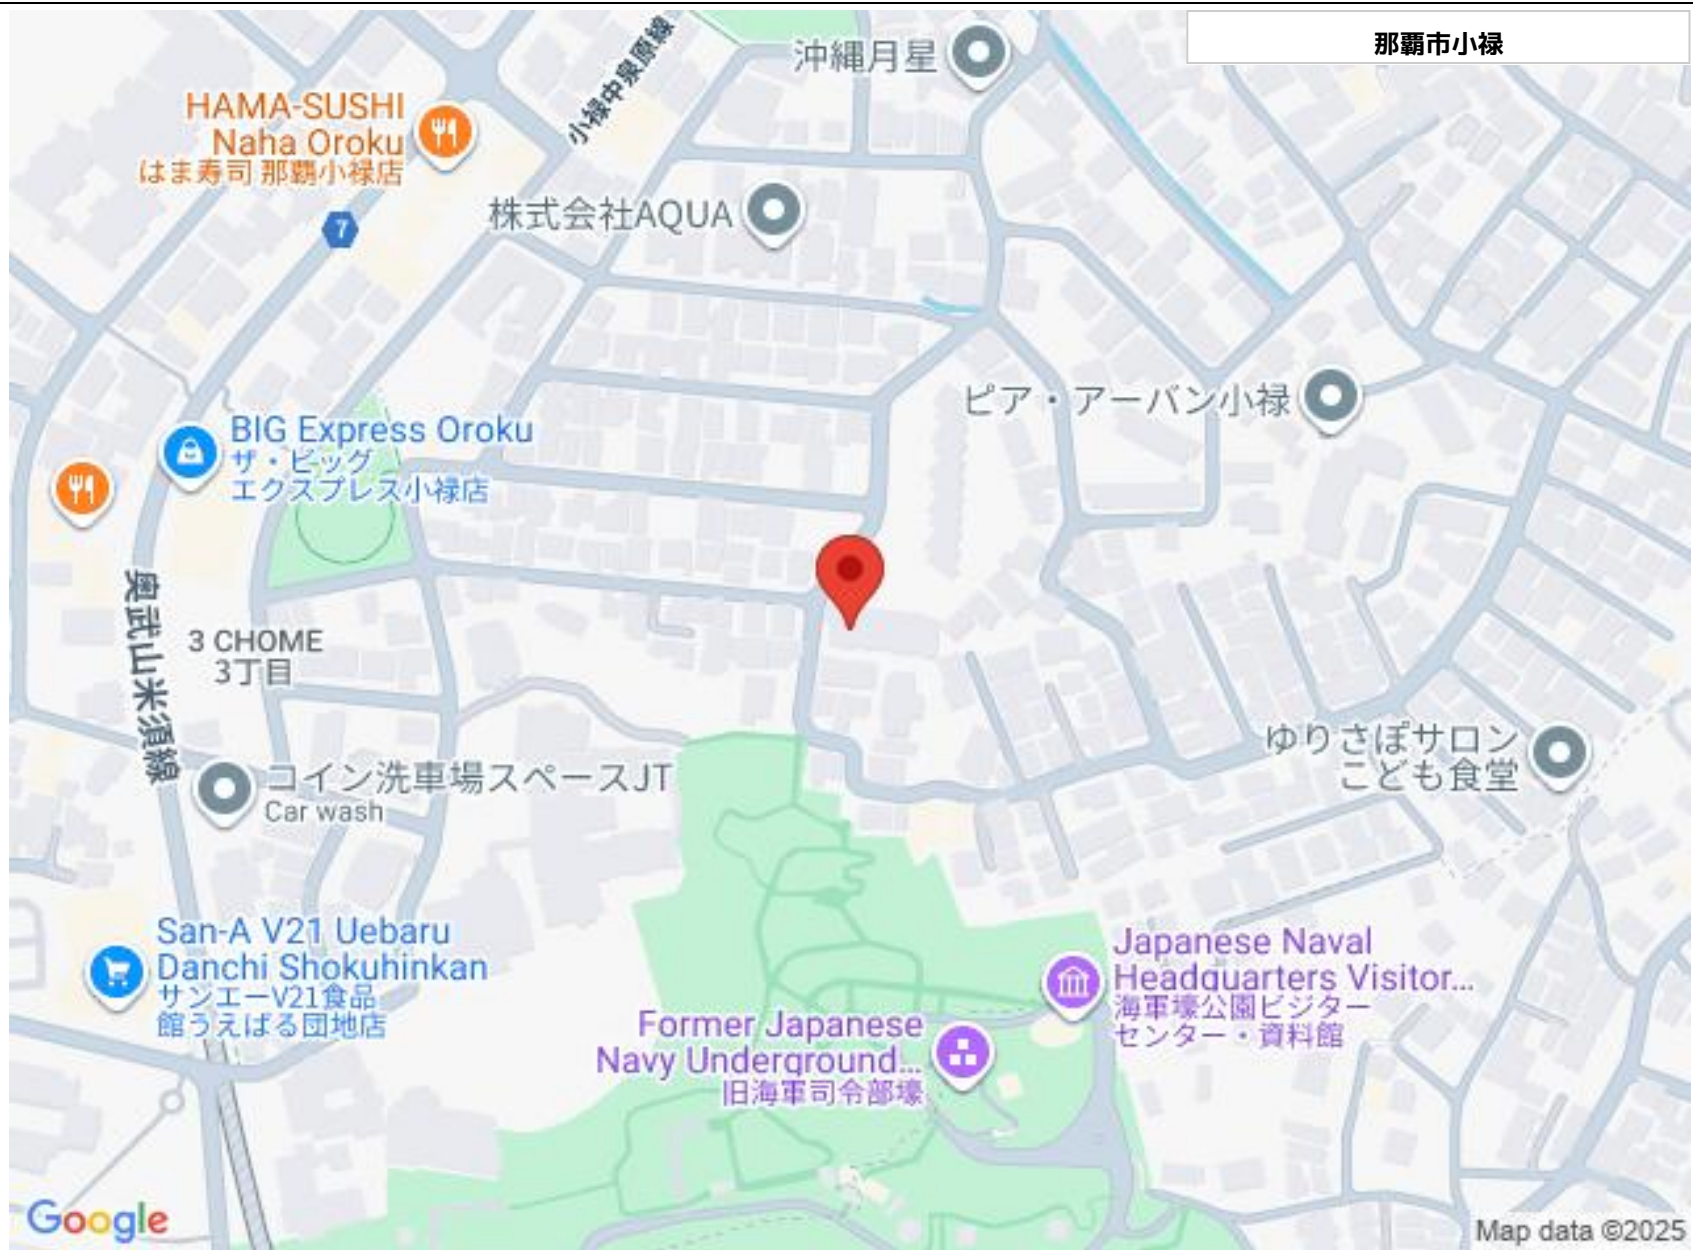 那覇市小禄
沖縄月星
小禄中泉原線
HAMA-SUSHI
Naha Oroku
はま寿司 那覇小禄店
株式会社AQUA
7
ピア・アーバン小禄
BIG Express Oroku
ザ・ビッグ
エクスプレス小禄店
奥武山米須線
3 CHOME
3丁目
ゆりさぽサロン
こども食堂
コイン洗車場スペースJT
Car wash
San-A V21 Uebaru
Danchi Shokuhinkan
サンエーV21食品
館うえばる団地店
Japanese Naval
Headquarters Visitor...
海軍壕公園ビジター
センター・資料館
Former Japanese
Navy Underground...
旧海軍司令部壕
Google
Map data ©2025